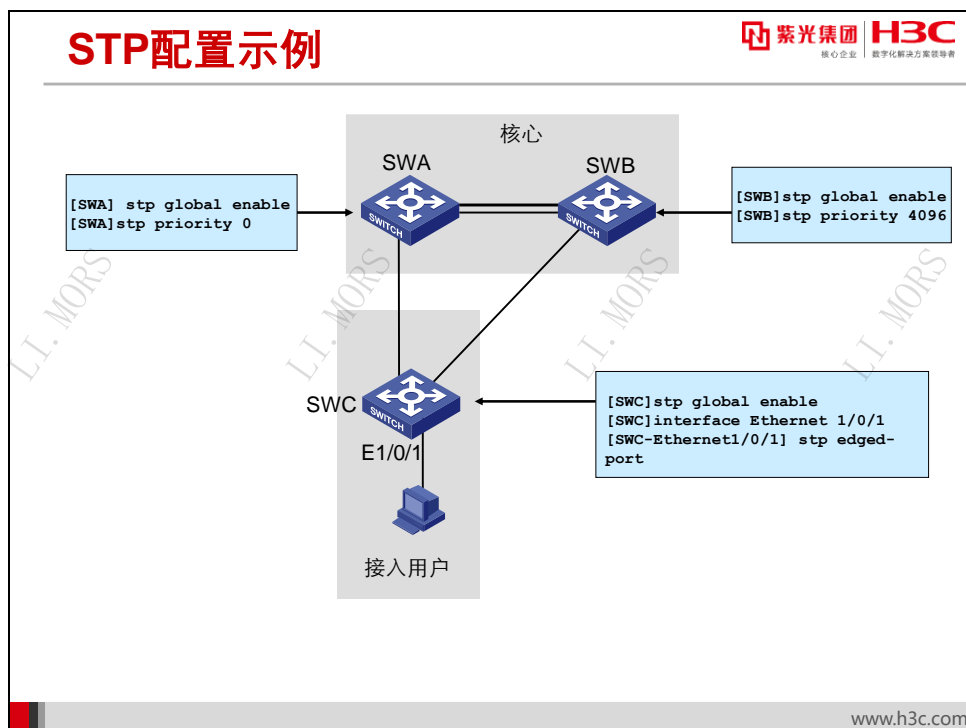 STP配置示例
紫光集团 H3C
核心企业 数字化解决方案领导者
核心
SWA
SWB
[SWA] stp global enable
[SWA]stp priority 0
[SWB]stp global enable
[SWB]stp priority 4096
SWITCH
SWITCH
LI.MORS
LI.MORS
LI.MORS
LI.MORS
SWC
SWITCH
E1/0/1
[SWC]stp global enable
[SWC]interface Ethernet 1/0/1
[SWC-Ethernet1/0/1] stp edged-
port
接入用户
www.h3c.com